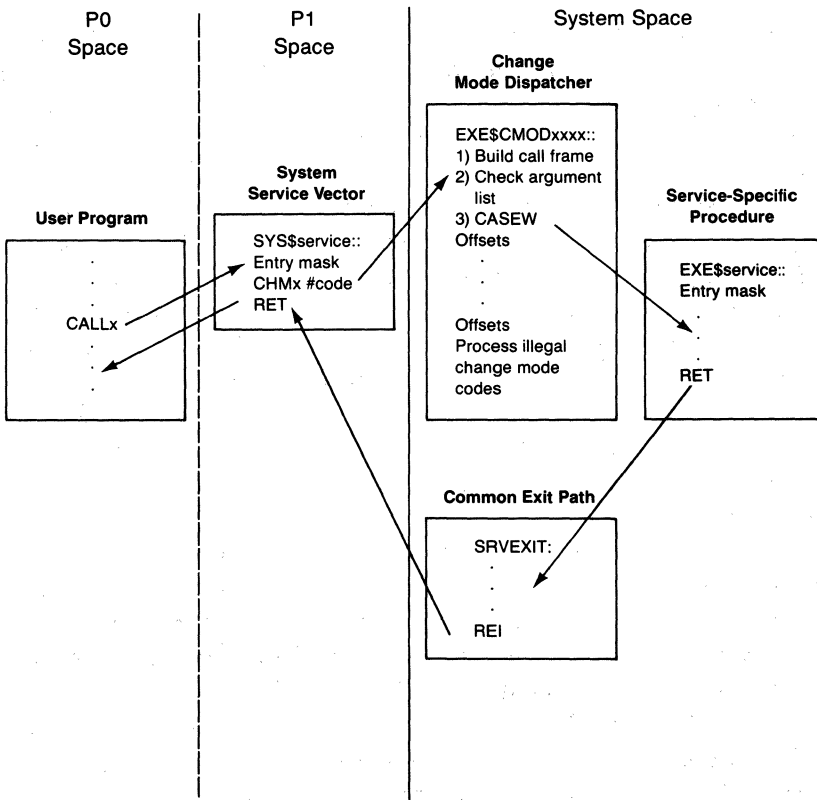 P0
Space
P1
Space
System Space
User Program
CALLx
System
Service Vector
SYS$service::
Entry mask
CHMx #code
RET
Change
Mode Dispatcher
EXE$CMODxxxx::
1) Build call frame
2) Check argument
list
3) CASEW
Offsets
Offsets
Process illegal
change mode
codes
Service-Specific
Procedure
EXE$service::
Entry mask
RET
Common Exit Path
SRVEXIT:
REI